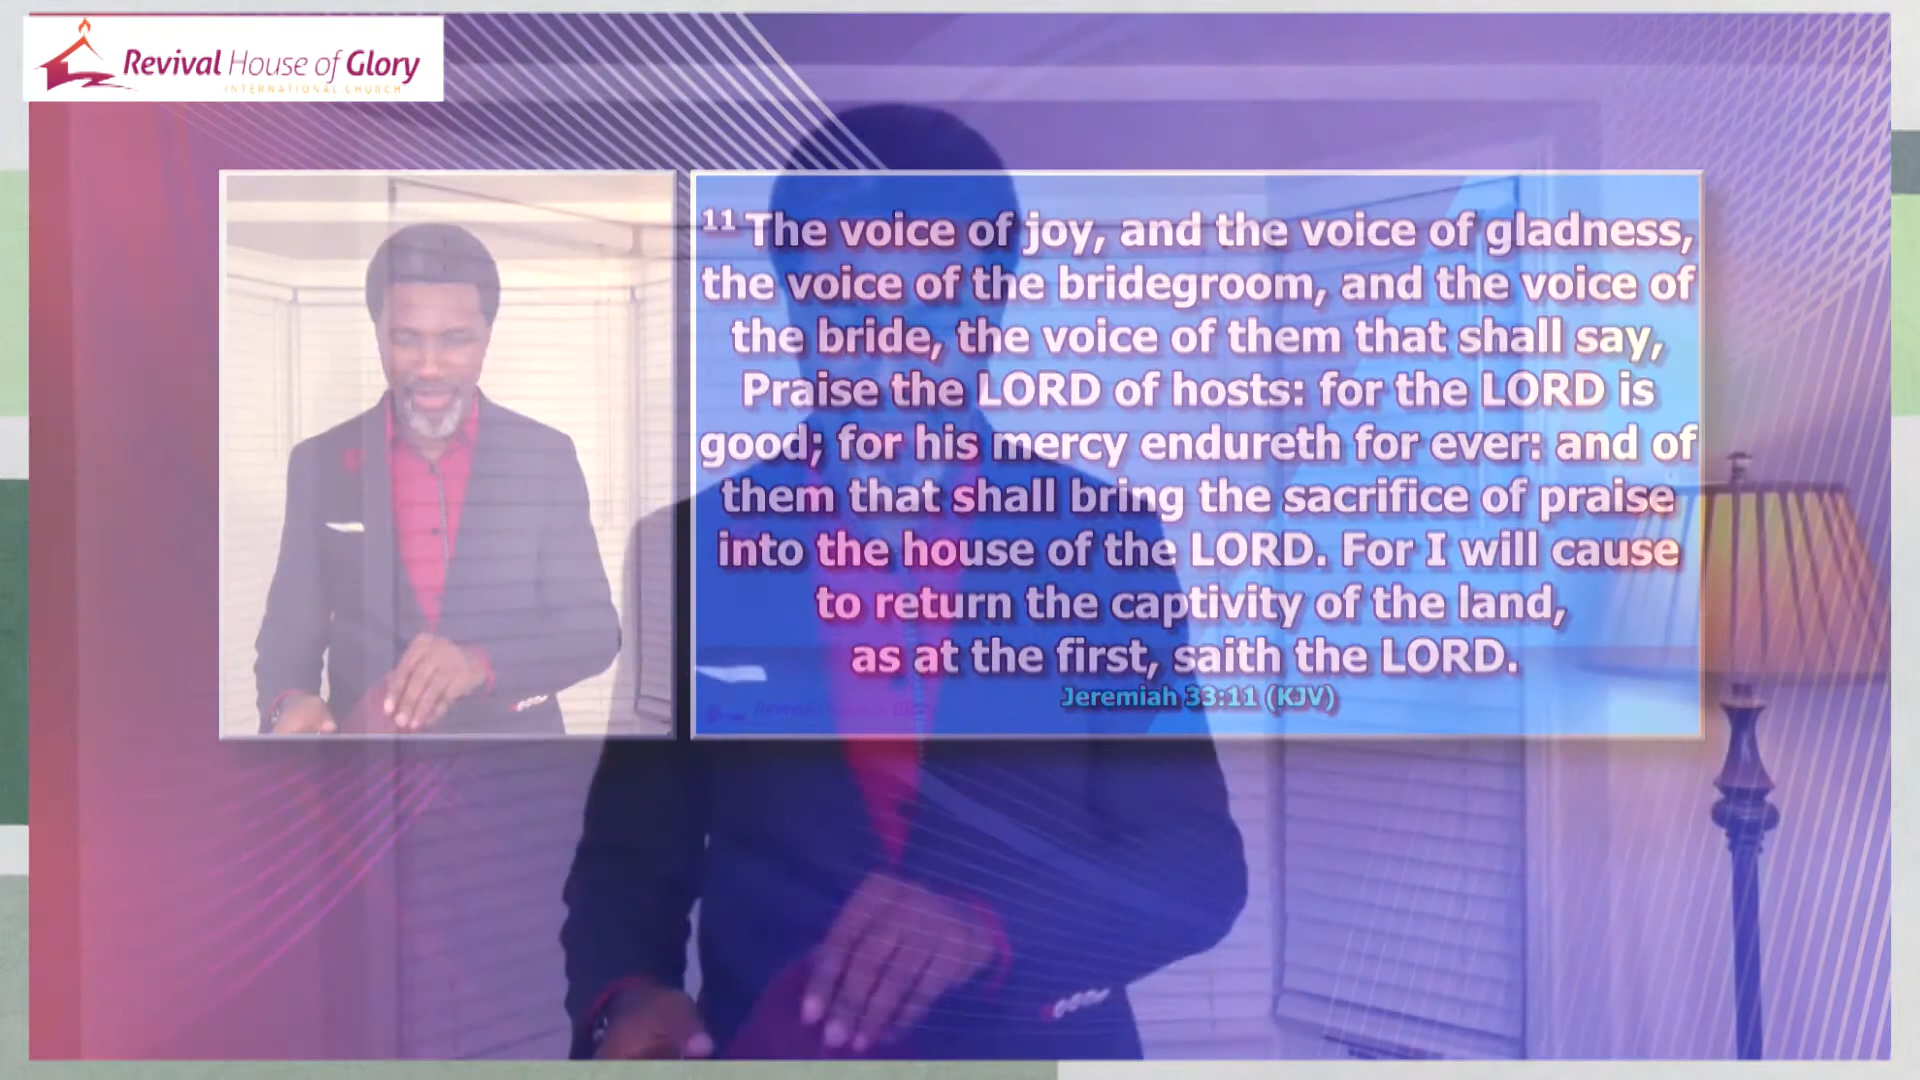 Revival House of Glory
INTERNATIONAL CHURCH
11 The voice of joy, and the voice of gladness,
the voice of the bridegroom, and the voice of
the bride, the voice of them that shall say,
Praise the LORD of hosts: for the LORD is
good; for his mercy endureth for ever: and of
them that shall bring the sacrifice of praise
into the house of the LORD. For I will cause
to return the captivity of the land,
as at the first, saith the LORD.
Jeremiah 33:11 (KJV)
Revival House of Glory